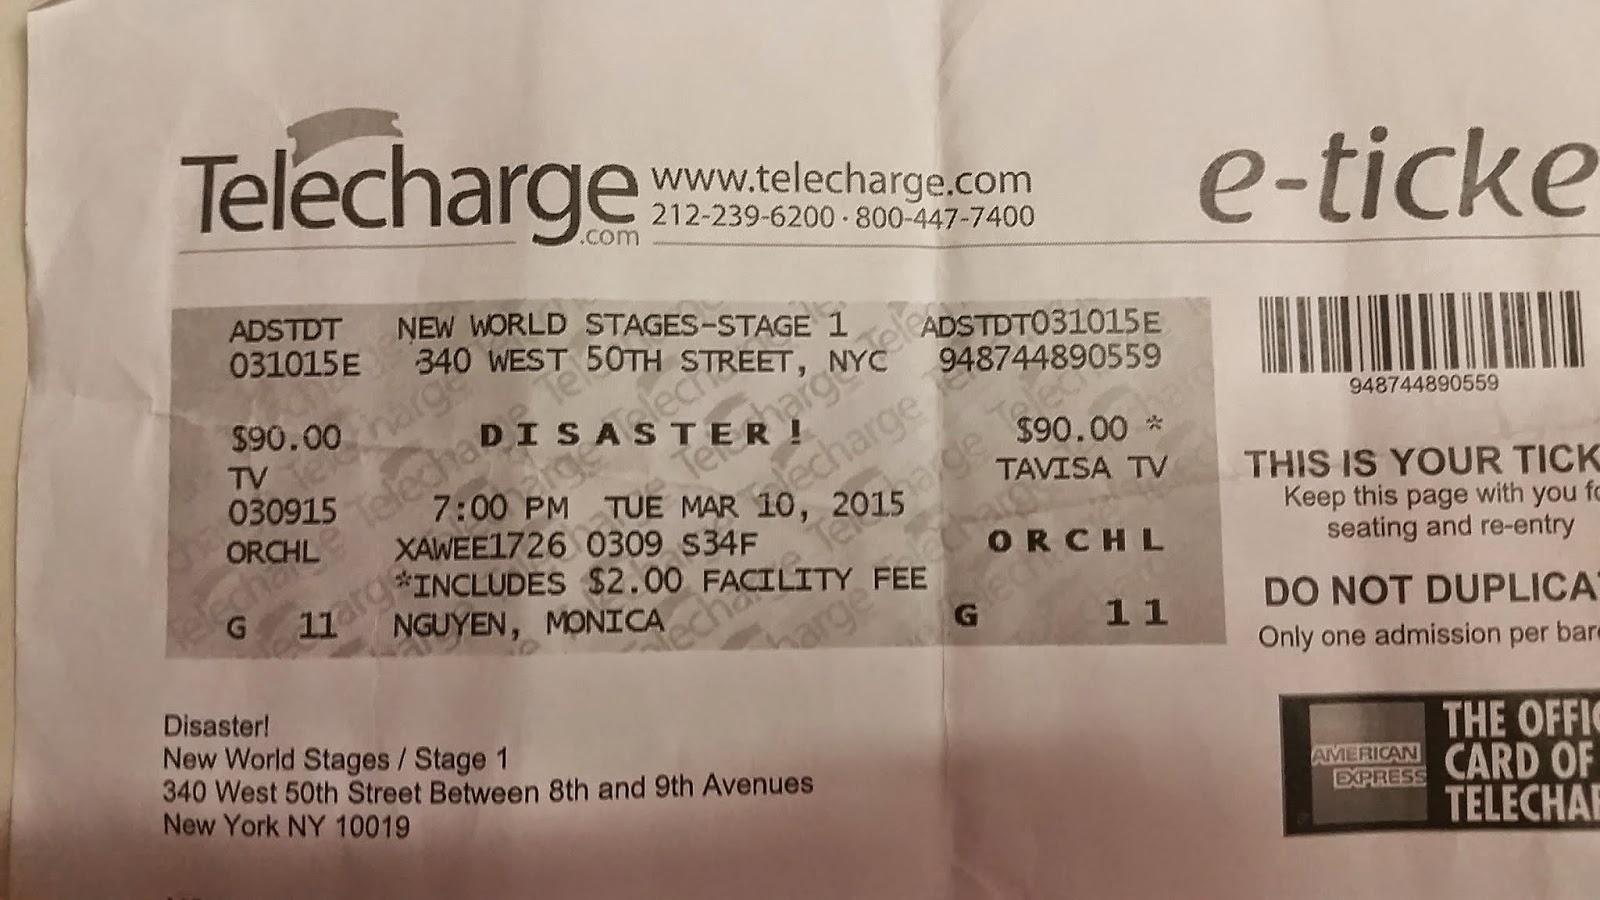 Telecharge
.com
www.telecharge.com
212-239-6200 · 800-447-7400
e-ticke
ADSTDT NEW WORLD STAGES-STAGE 1 ADSTDT031015E
031015E 340 WEST 50TH STREET, NYC 948744890559
$90.00 DISASTER! $90.00 *
TV TAVISA TV
030915 7:00 PM TUE MAR 10, 2015
ORCHL XAWEE1726 0309 S34F ORCHL
*INCLUDES $2.00 FACILITY FEE
G 11 NGUYEN, MONICA G 11
948744890559
THIS IS YOUR TICK
Keep this page with you fo
seating and re-entry
DO NOT DUPLICA
Only one admission per bar
AMERICAN
EXPRESS
THE OFFIC
CARD OF
TELECHAR
Disaster!
New World Stages / Stage 1
340 West 50th Street Between 8th and 9th Avenues
New York NY 10019